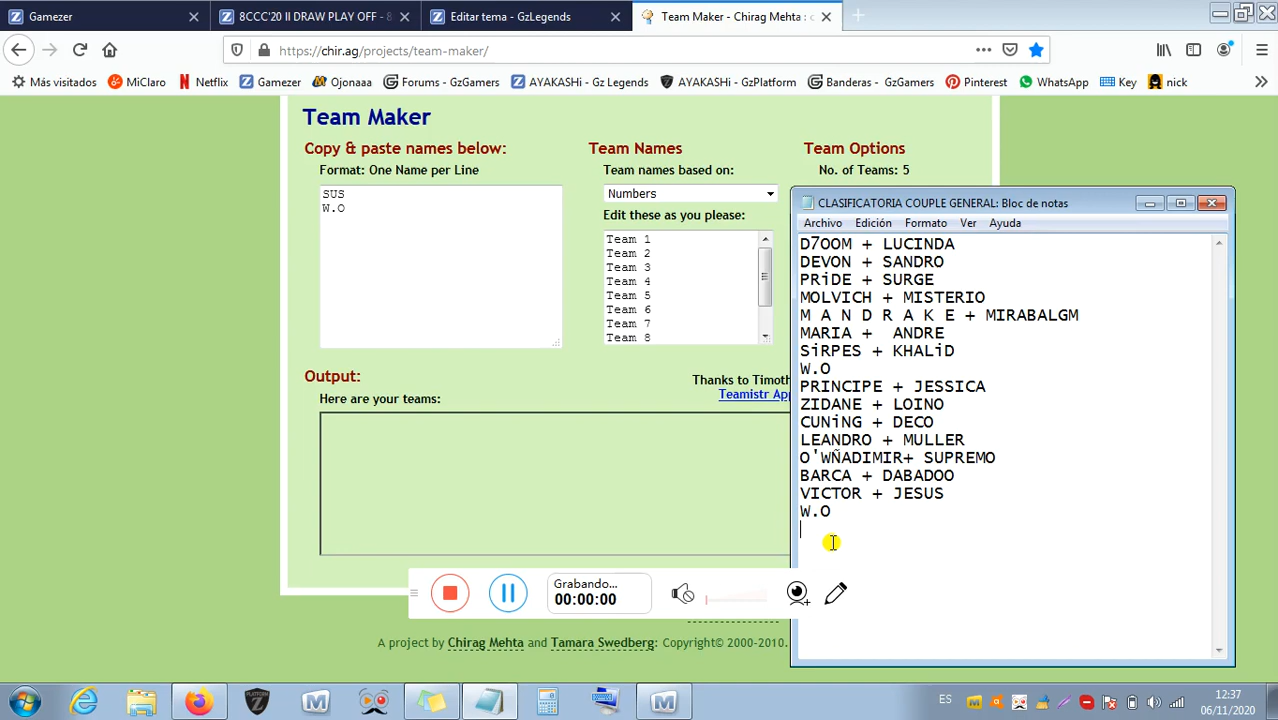 Gamezer
8CCC'20 II DRAW PLAY OFF - 8
Editar tema - GzLegends
Team Maker - Chirag Mehta : c
https://chir.ag/projects/team-maker/
Más visitados
MiClaro
Netflix
Gamezer
Ojonaaa
Forums - GzGamers
AYAKASHi - Gz Legends
AYAKASHi - GzPlatform
Banderas - GzGamers
Pinterest
WhatsApp
Key
nick
Team Maker
Copy & paste names below:
Format: One Name per Line
SUS
W.O
Team Names
Team names based on:
Numbers
Edit these as you please:
Team 1
Team 2
Team 3
Team 4
Team 5
Team 6
Team 7
Team 8
Team Options
No. of Teams: 5
Output:
Here are your teams:
Thanks to Timoth
Teamistr App
CLASIFICATORIA COUPLE GENERAL: Bloc de notas
Archivo Edición Formato Ver Ayuda
D7OOM + LUCINDA
DEVON + SANDRO
PRiDE + SURGE
MOLVICH + MISTERIO
M A N D R A K E + MIRABALGM
MARIA +  ANDRE
SiRPES + KHALiD
W.O
PRINCIPE + JESSICA
ZIDANE + LOINO
CUNiNG + DECO
LEANDRO + MULLER
O'WÑADIMIR+ SUPREMO
BARCA + DABADOO
VICTOR + JESUS
W.O
Grabando...
00:00:00
A project by Chirag Mehta and Tamara Swedberg: Copyright© 2000-2010.
ES
12:37
06/11/2020